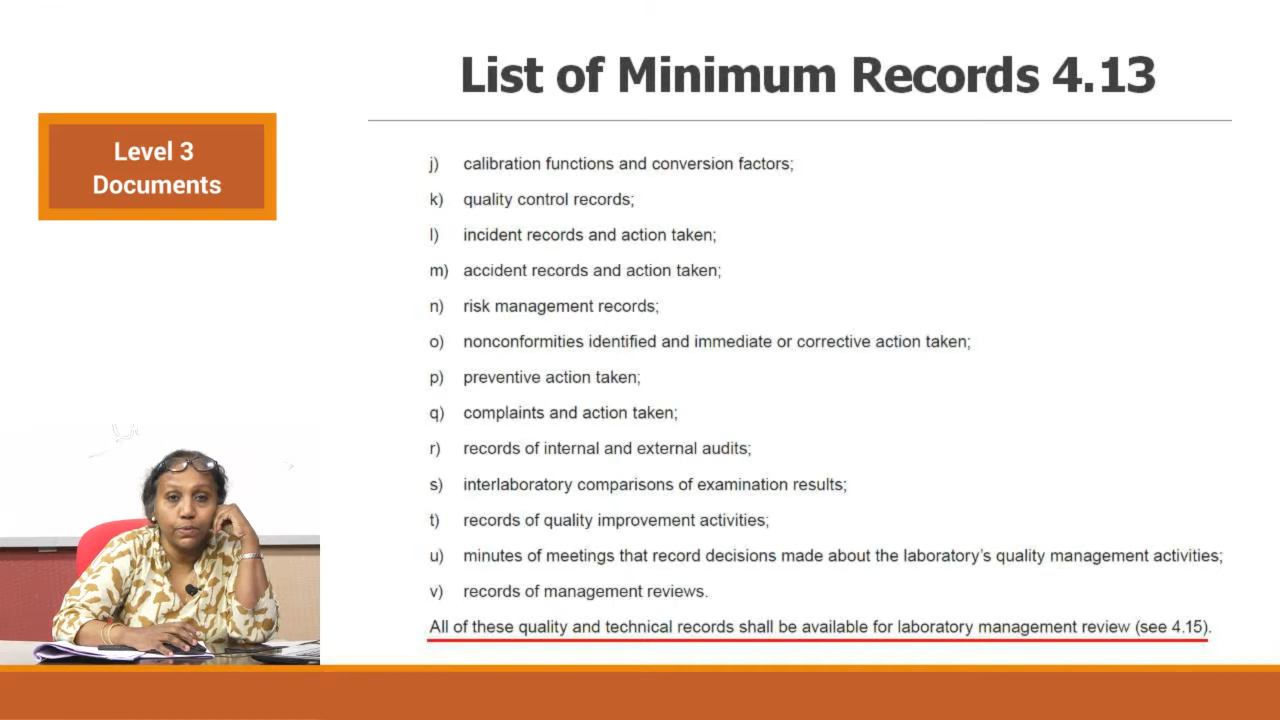 List of Minimum Records 4.13
Level 3
Documents
j) calibration functions and conversion factors;
k) quality control records;
l) incident records and action taken;
m) accident records and action taken;
n) risk management records;
o) nonconformities identified and immediate or corrective action taken;
p) preventive action taken;
q) complaints and action taken;
r) records of internal and external audits;
s) interlaboratory comparisons of examination results;
t) records of quality improvement activities;
u) minutes of meetings that record decisions made about the laboratory's quality management activities;
v) records of management reviews.
All of these quality and technical records shall be available for laboratory management review (see 4.15).